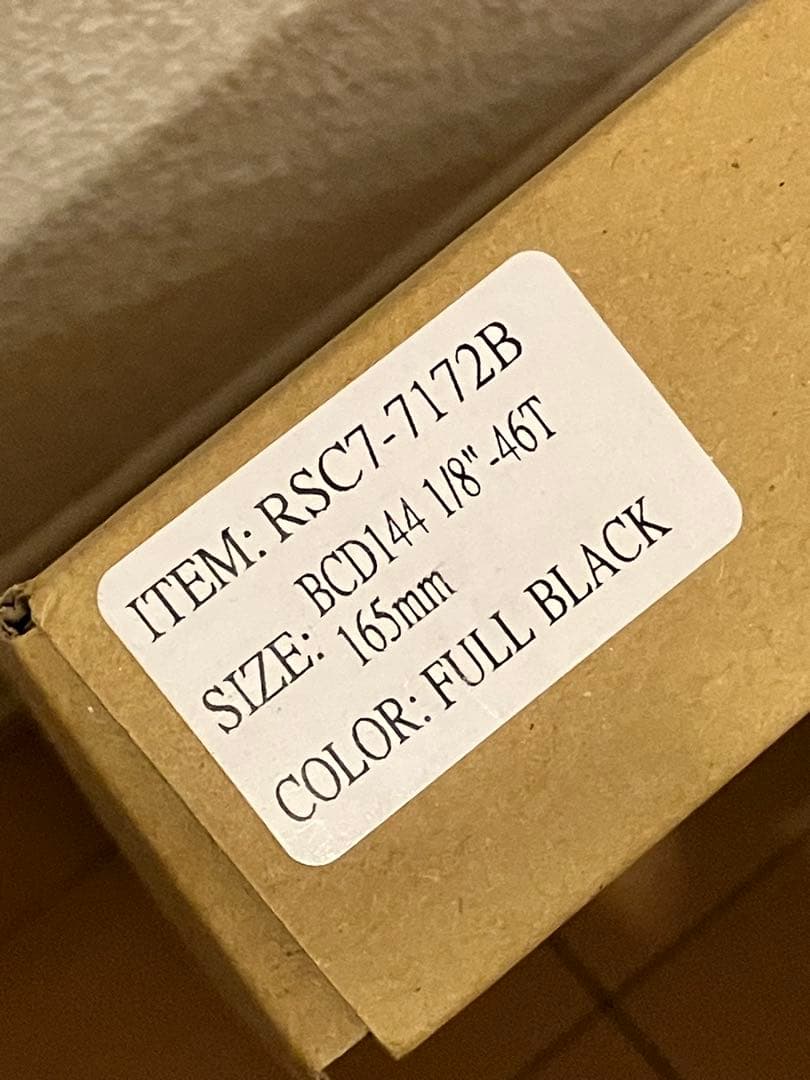 ITEM: RSC7-7172B
BCD144 1/8" -46T
SIZE: 165mm
COLOR: FULL BLACK